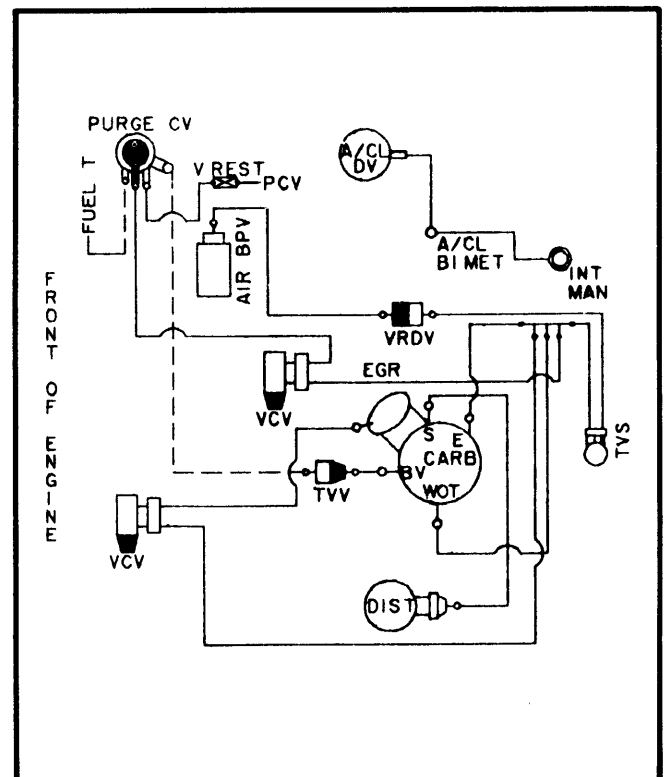 PURGE CV
FUEL T
V REST
PCV
A/CL
DV
AIR BPV
A/CL
BIMET
INT
MAN
FRONT OF ENGINE
VRDV
EGR
VCV
S
E
CARB
BV
WOT
TVV
TVS
VCV
DIST